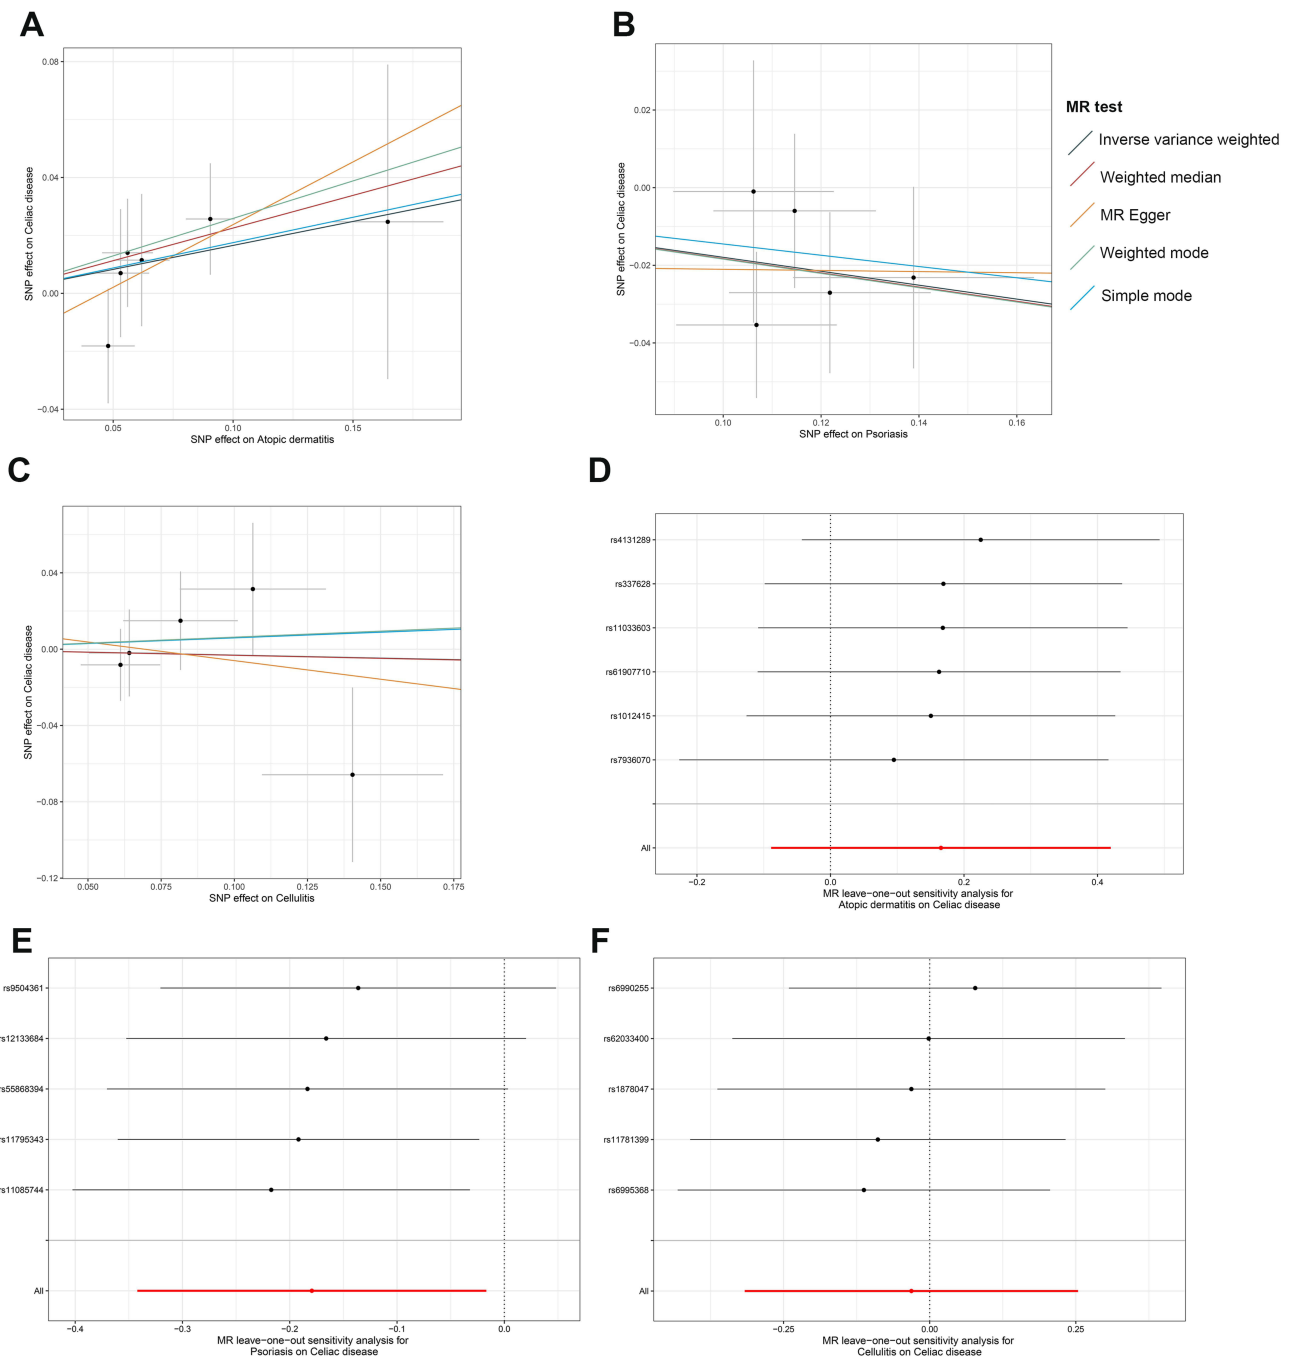 A
0.08
0.04
0.00
−0.04
SNP effect on Celiac disease
0.05
0.10
0.15
SNP effect on Atopic dermatitis
B
0.02
0.00
−0.02
−0.04
SNP effect on Celiac disease
0.10
0.12
0.14
0.16
SNP effect on Psoriasis
MR test
Inverse variance weighted
Weighted median
MR Egger
Weighted mode
Simple mode
C
0.04
0.00
−0.04
−0.08
−0.12
SNP effect on Celiac disease
0.050
0.075
0.100
0.125
0.150
0.175
SNP effect on Cellulitis
D
rs4131289
rs337628
rs11033603
rs61907710
rs1012415
rs7936070
All
−0.2
0.0
0.2
0.4
MR leave−one−out sensitivity analysis for
Atopic dermatitis on Celiac disease
E
rs9504361
rs12133684
rs55868394
rs11795343
rs11085744
All
−0.4
−0.3
−0.2
−0.1
0.0
MR leave−one−out sensitivity analysis for
Psoriasis on Celiac disease
F
rs6990255
rs62033400
rs1878047
rs11781399
rs6995368
All
−0.25
0.00
0.25
MR leave−one−out sensitivity analysis for
Cellulitis on Celiac disease